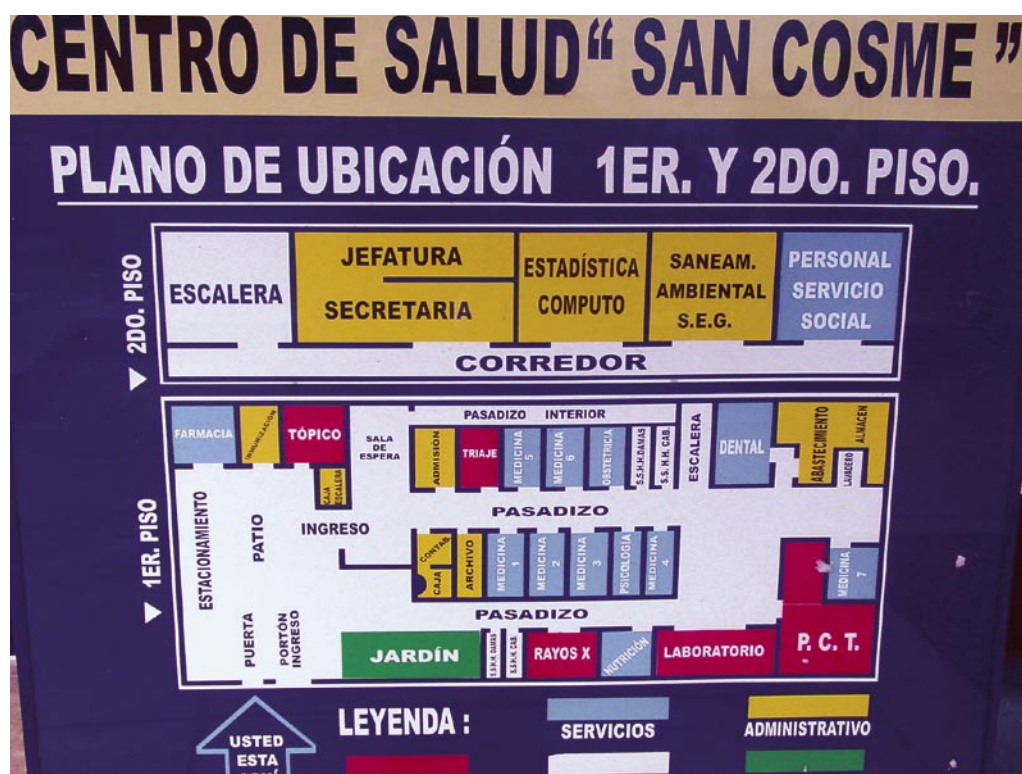 CENTRO DE SALUD “ SAN COSME ”
PLANO DE UBICACIÓN 1ER. Y 2DO. PISO.
2DO. PISO
ESCALERA
JEFATURA
SECRETARIA
ESTADÍSTICA
COMPUTO
SANEAM.
AMBIENTAL
S.E.G.
PERSONAL
SERVICIO
SOCIAL
CORREDOR
1ER. PISO
FARMACIA
INMUNIZACIÓN
TÓPICO
CAJA
ESCALERA
SALA
DE
ESPERA
PASADIZO INTERIOR
ADMISIÓN
TRIAJE
MEDICINA
5
MEDICINA
6
OBSTETRICIA
S.S.H.H. DAMAS
S.S. H.H. CAB.
ESCALERA
DENTAL
ABASTECIMIENTO
LAVADERO
ALMACEN
PASADIZO
INGRESO
ESTACIONAMIENTO
PATIO
CONTAB.
CAJA
ARCHIVO
MEDICINA
1
MEDICINA
2
MEDICINA
3
PSICOLOGÍA
MEDICINA
4
MEDICINA
7
PASADIZO
PUERTA
PORTÓN
INGRESO
JARDÍN
S.S.H.H. DAMAS
S.S.H.H. CAB.
RAYOS X
NUTRICIÓN
LABORATORIO
P. C. T.
USTED
ESTA
LEYENDA :
SERVICIOS
ADMINISTRATIVO